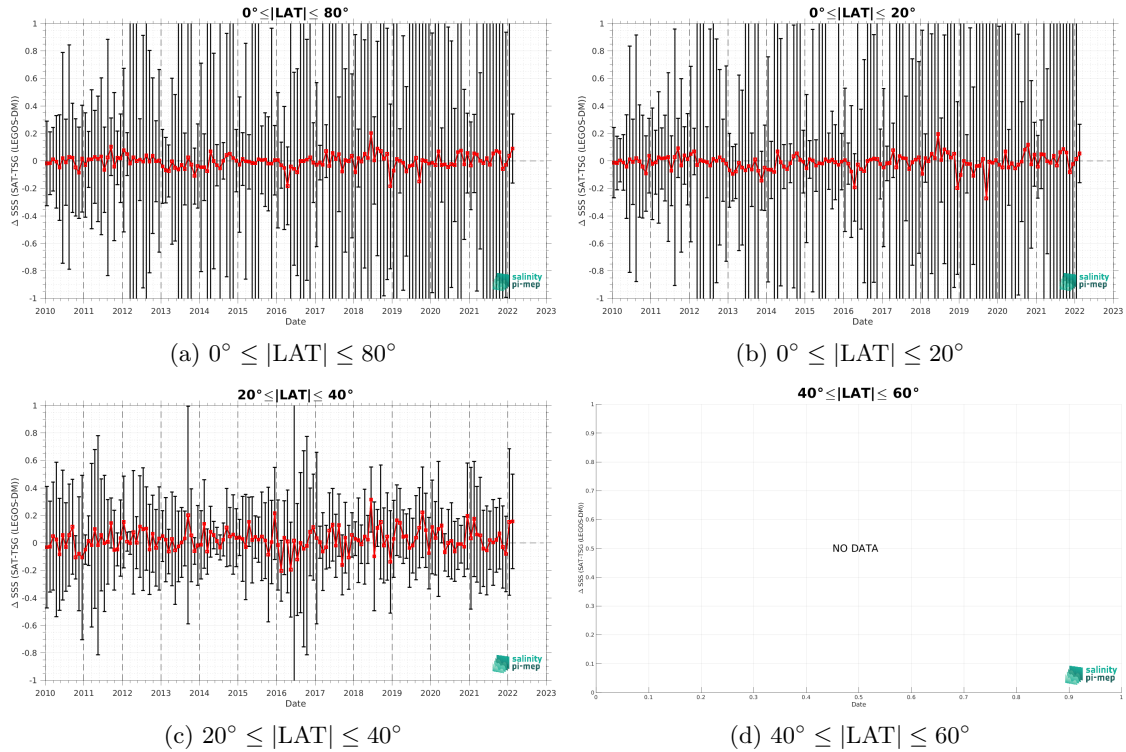 0°≤|LAT|≤ 80°
1
0.8
0.6
0.4
0.2
0
-0.2
-0.4
-0.6
-0.8
-1
Δ SSS (SAT-TSG (LEGOS-DM))
2010 2011 2012 2013 2014 2015 2016 2017 2018 2019 2020 2021 2022 2023
Date
salinity
pi-mep
(a) 0° ≤ |LAT| ≤ 80°
0°≤|LAT|≤ 20°
1
0.8
0.6
0.4
0.2
0
-0.2
-0.4
-0.6
-0.8
-1
Δ SSS (SAT-TSG (LEGOS-DM))
2010 2011 2012 2013 2014 2015 2016 2017 2018 2019 2020 2021 2022 2023
Date
salinity
pi-mep
(b) 0° ≤ |LAT| ≤ 20°
20°≤|LAT|≤ 40°
1
0.8
0.6
0.4
0.2
0
-0.2
-0.4
-0.6
-0.8
-1
Δ SSS (SAT-TSG (LEGOS-DM))
2010 2011 2012 2013 2014 2015 2016 2017 2018 2019 2020 2021 2022 2023
Date
salinity
pi-mep
(c) 20° ≤ |LAT| ≤ 40°
40°≤|LAT|≤ 60°
1
0.9
0.8
0.7
0.6
0.5
0.4
0.3
0.2
0.1
0
Δ SSS (SAT-TSG (LEGOS-DM))
NO DATA
0 0.1 0.2 0.3 0.4 0.5 0.6 0.7 0.8 0.9 1
Date
salinity
pi-mep
(d) 40° ≤ |LAT| ≤ 60°